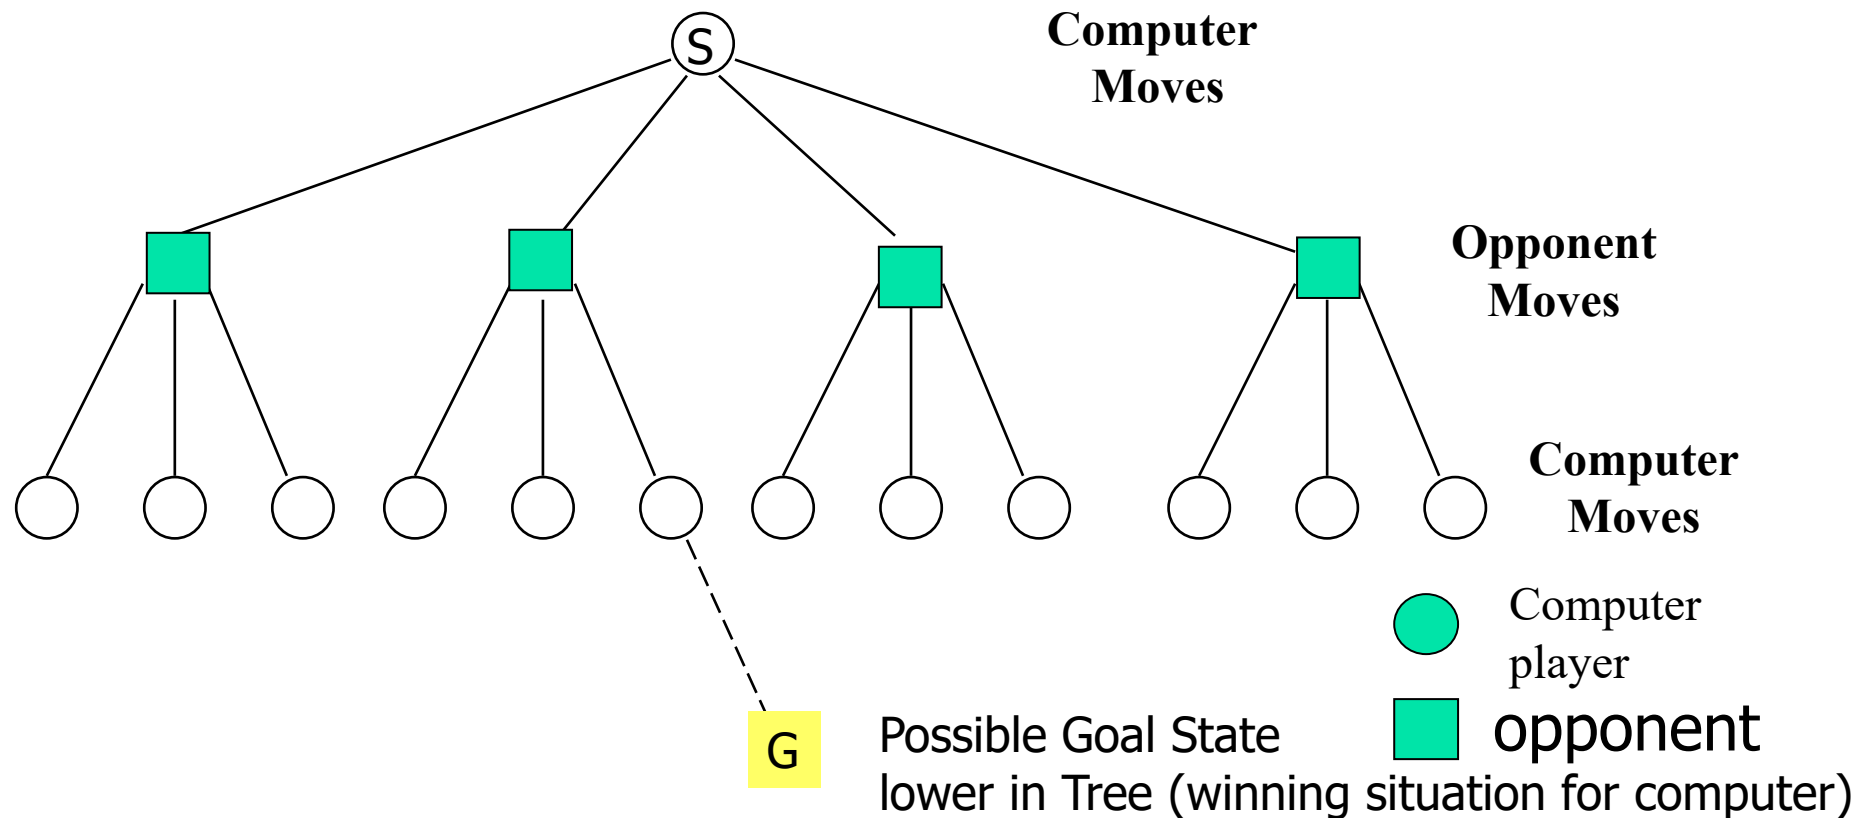 S
Computer
Moves
Opponent
Moves
Computer
Moves
Computer
player
opponent
G
Possible Goal State
lower in Tree (winning situation for computer)